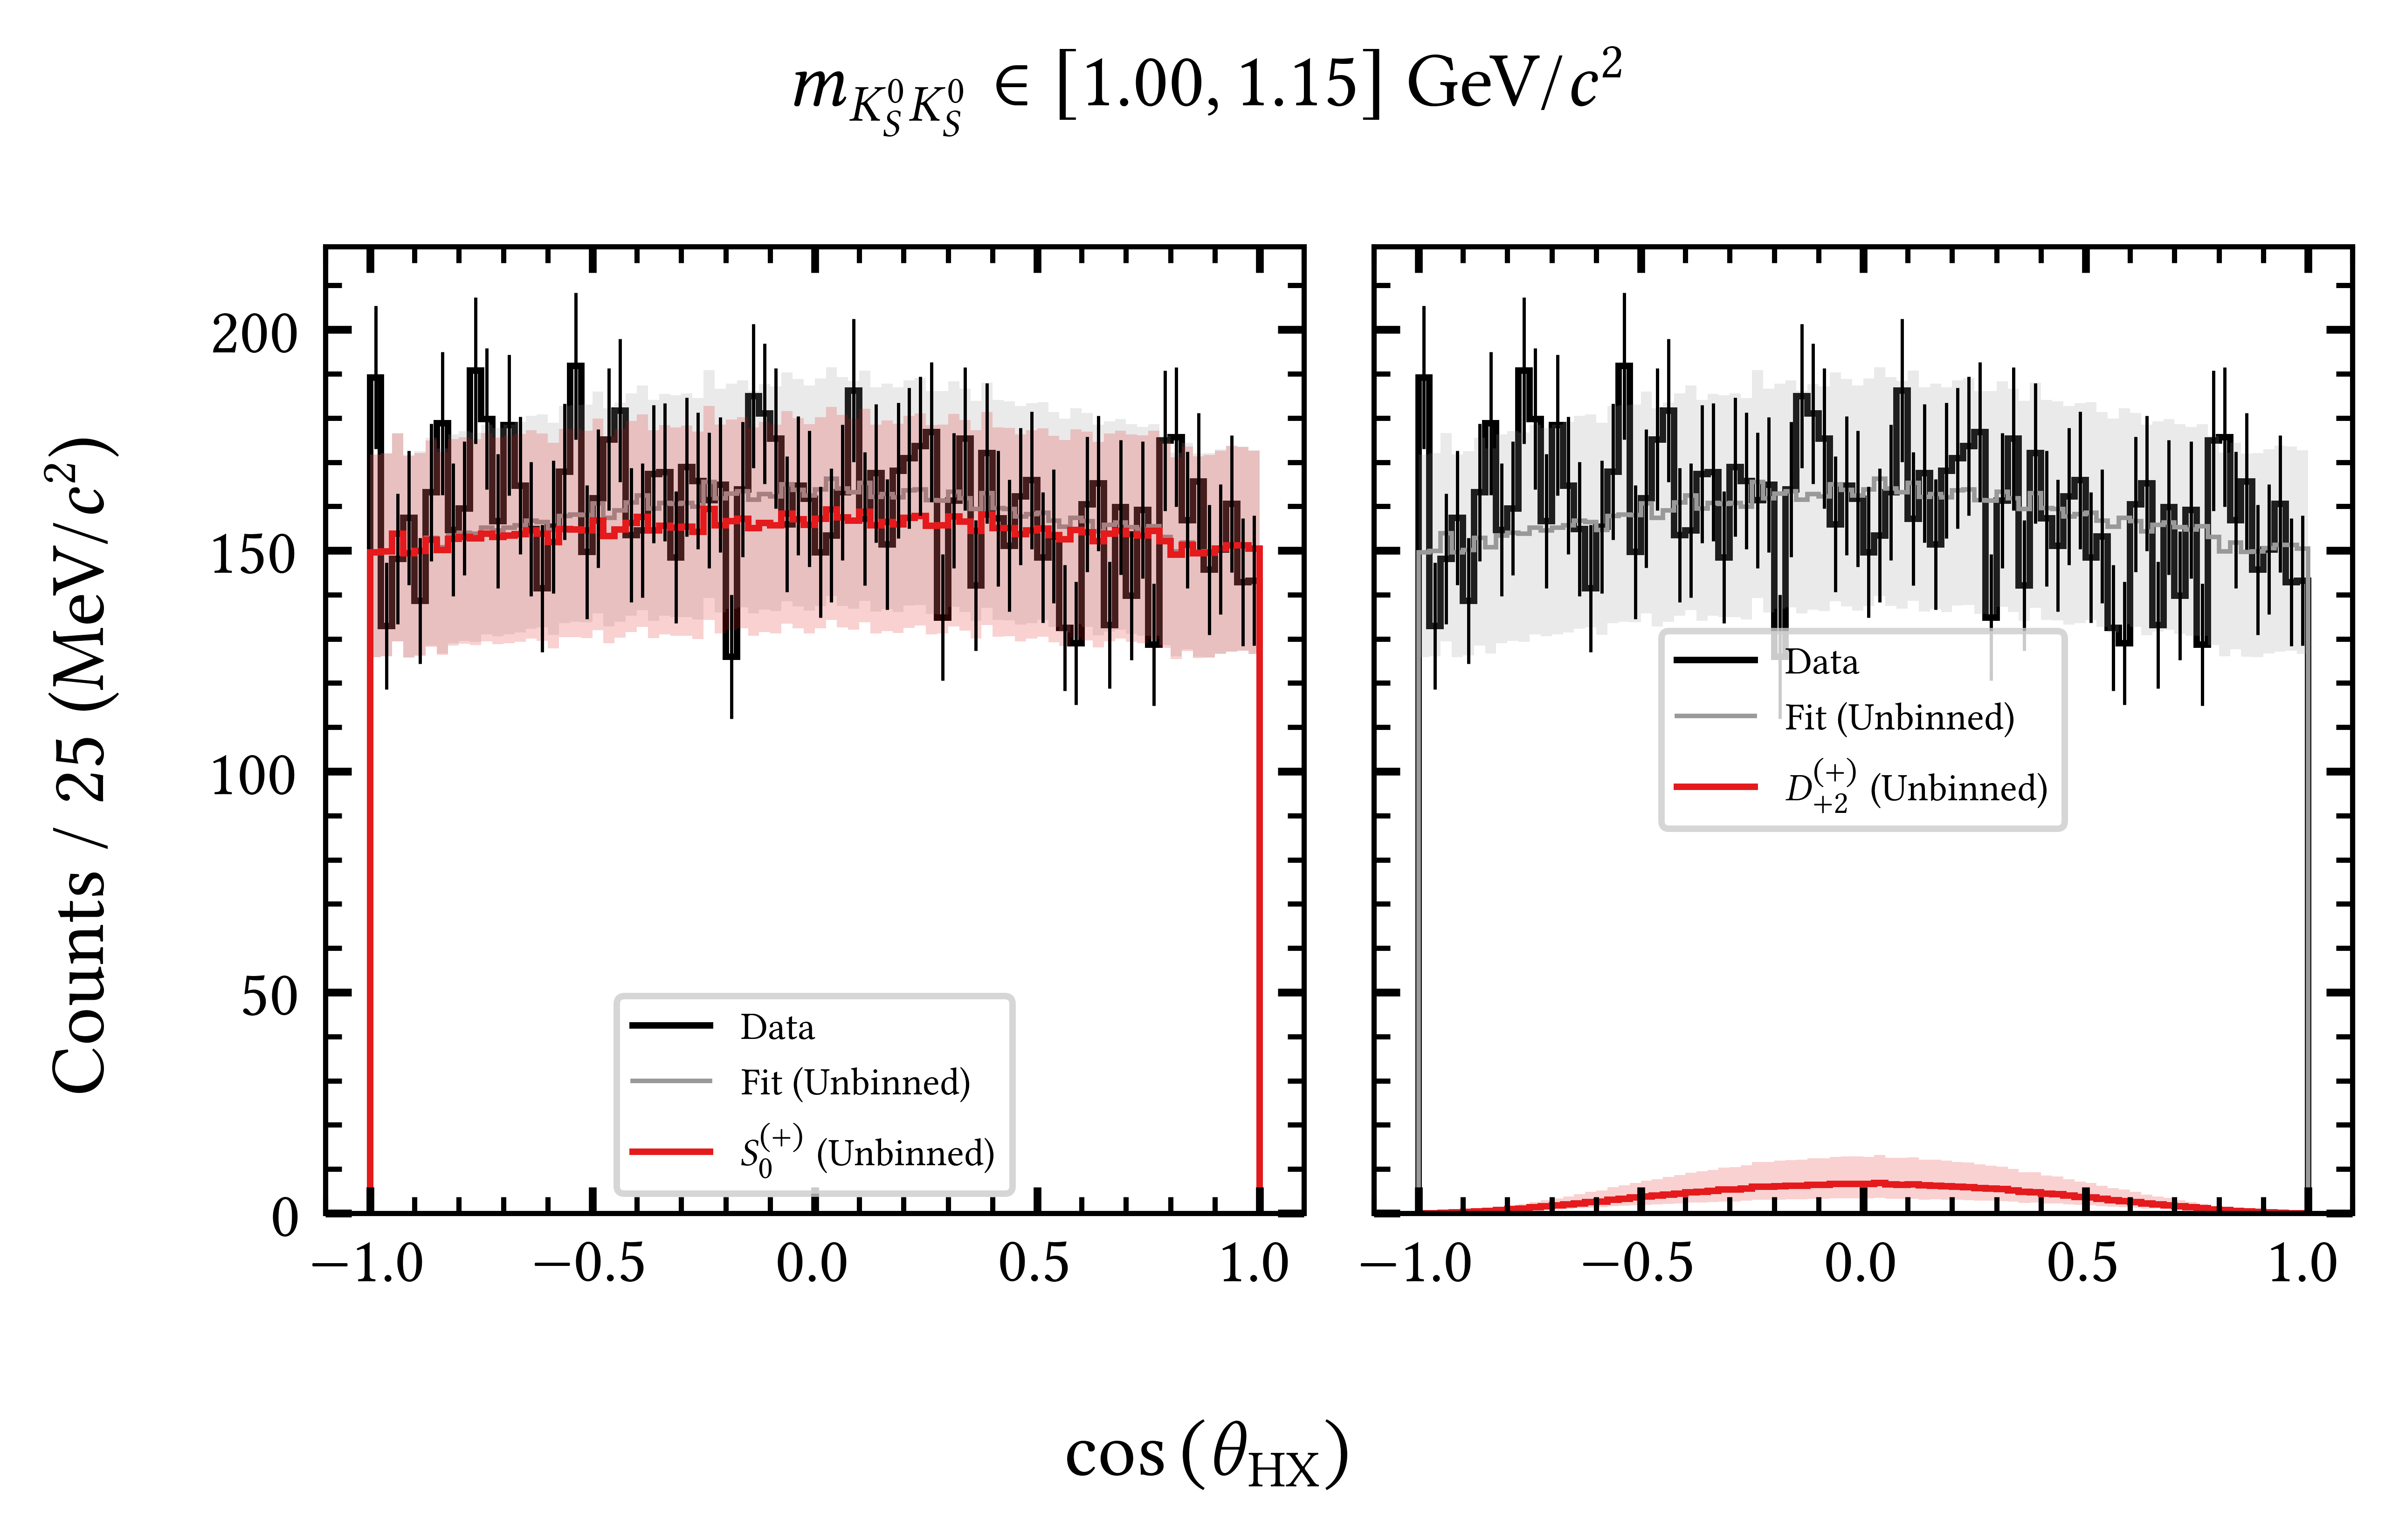 m_{K_S^0 K_S^0} ∈ [1.00, 1.15] GeV/c²
Counts / 25 (MeV/c²)
200
150
100
50
0
Data
Fit (Unbinned)
S_0^{(+)} (Unbinned)
−1.0 −0.5 0.0 0.5 1.0
Data
Fit (Unbinned)
D_{+2}^{(+)} (Unbinned)
−1.0 −0.5 0.0 0.5 1.0
cos (θ_{HX})